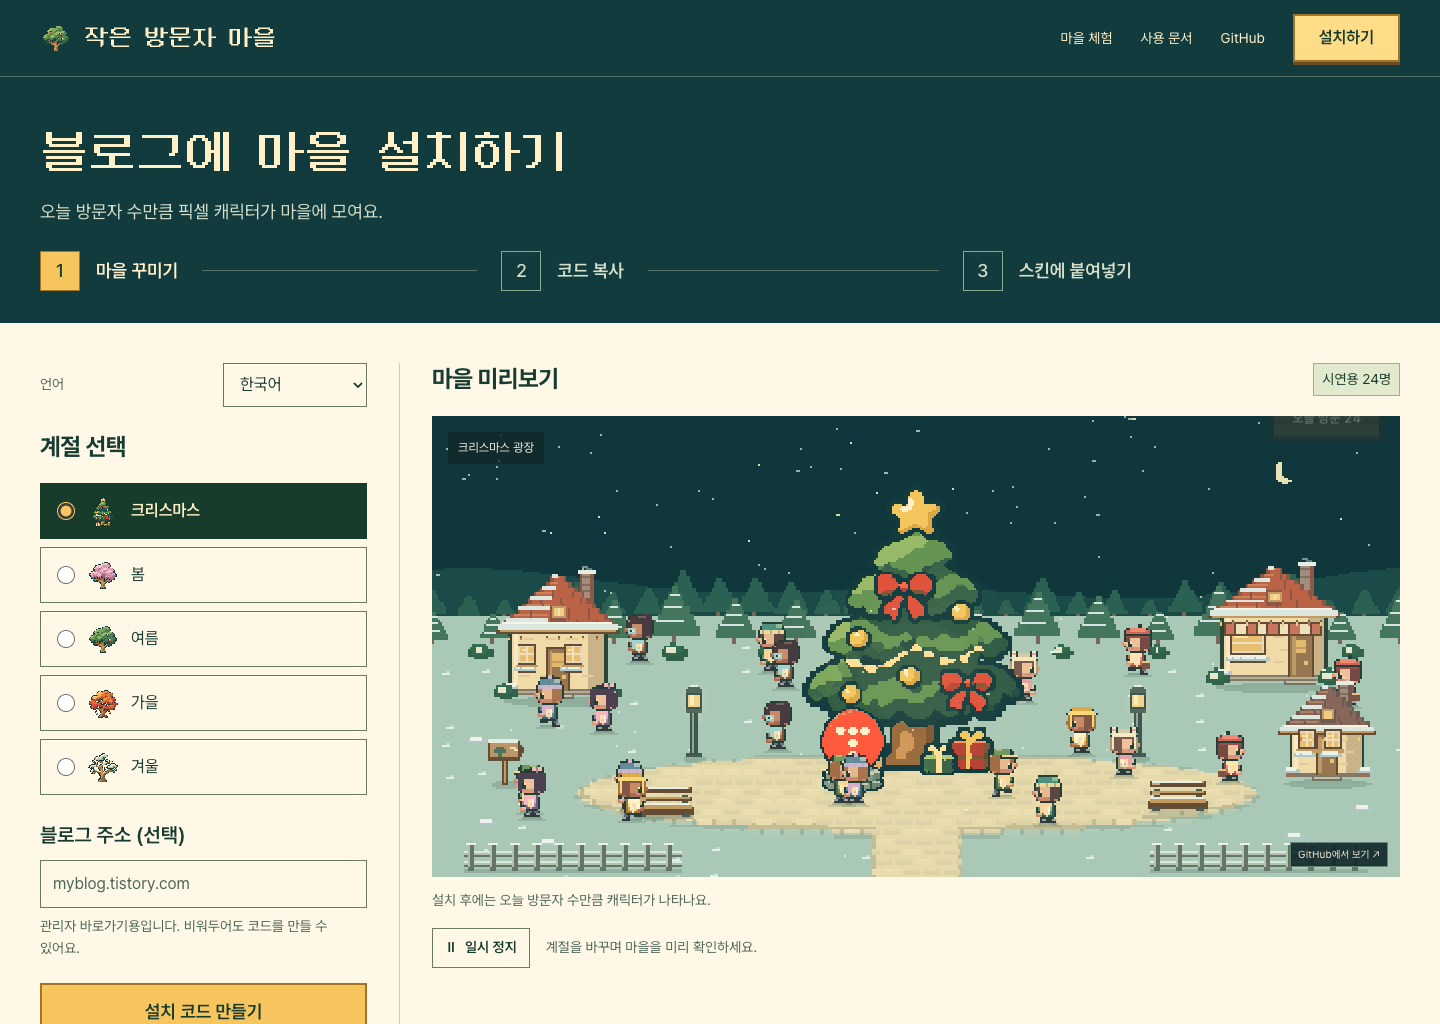 작은 방문자 마을
마을 체험
사용 문서
GitHub
설치하기
블로그에 마을 설치하기
오늘 방문자 수만큼 픽셀 캐릭터가 마을에 모여요.
1 마을 꾸미기
2 코드 복사
3 스킨에 붙여넣기
언어
한국어
계절 선택
크리스마스
봄
여름
가을
겨울
블로그 주소 (선택)
myblog.tistory.com
관리자 바로가기용입니다. 비워두어도 코드를 만들 수
있어요.
설치 코드 만들기
마을 미리보기
시연용 24명
오늘 방문 24
크리스마스 광장
GitHub에서 보기 ↗
설치 후에는 오늘 방문자 수만큼 캐릭터가 나타나요.
일시 정지
계절을 바꾸며 마을을 미리 확인하세요.